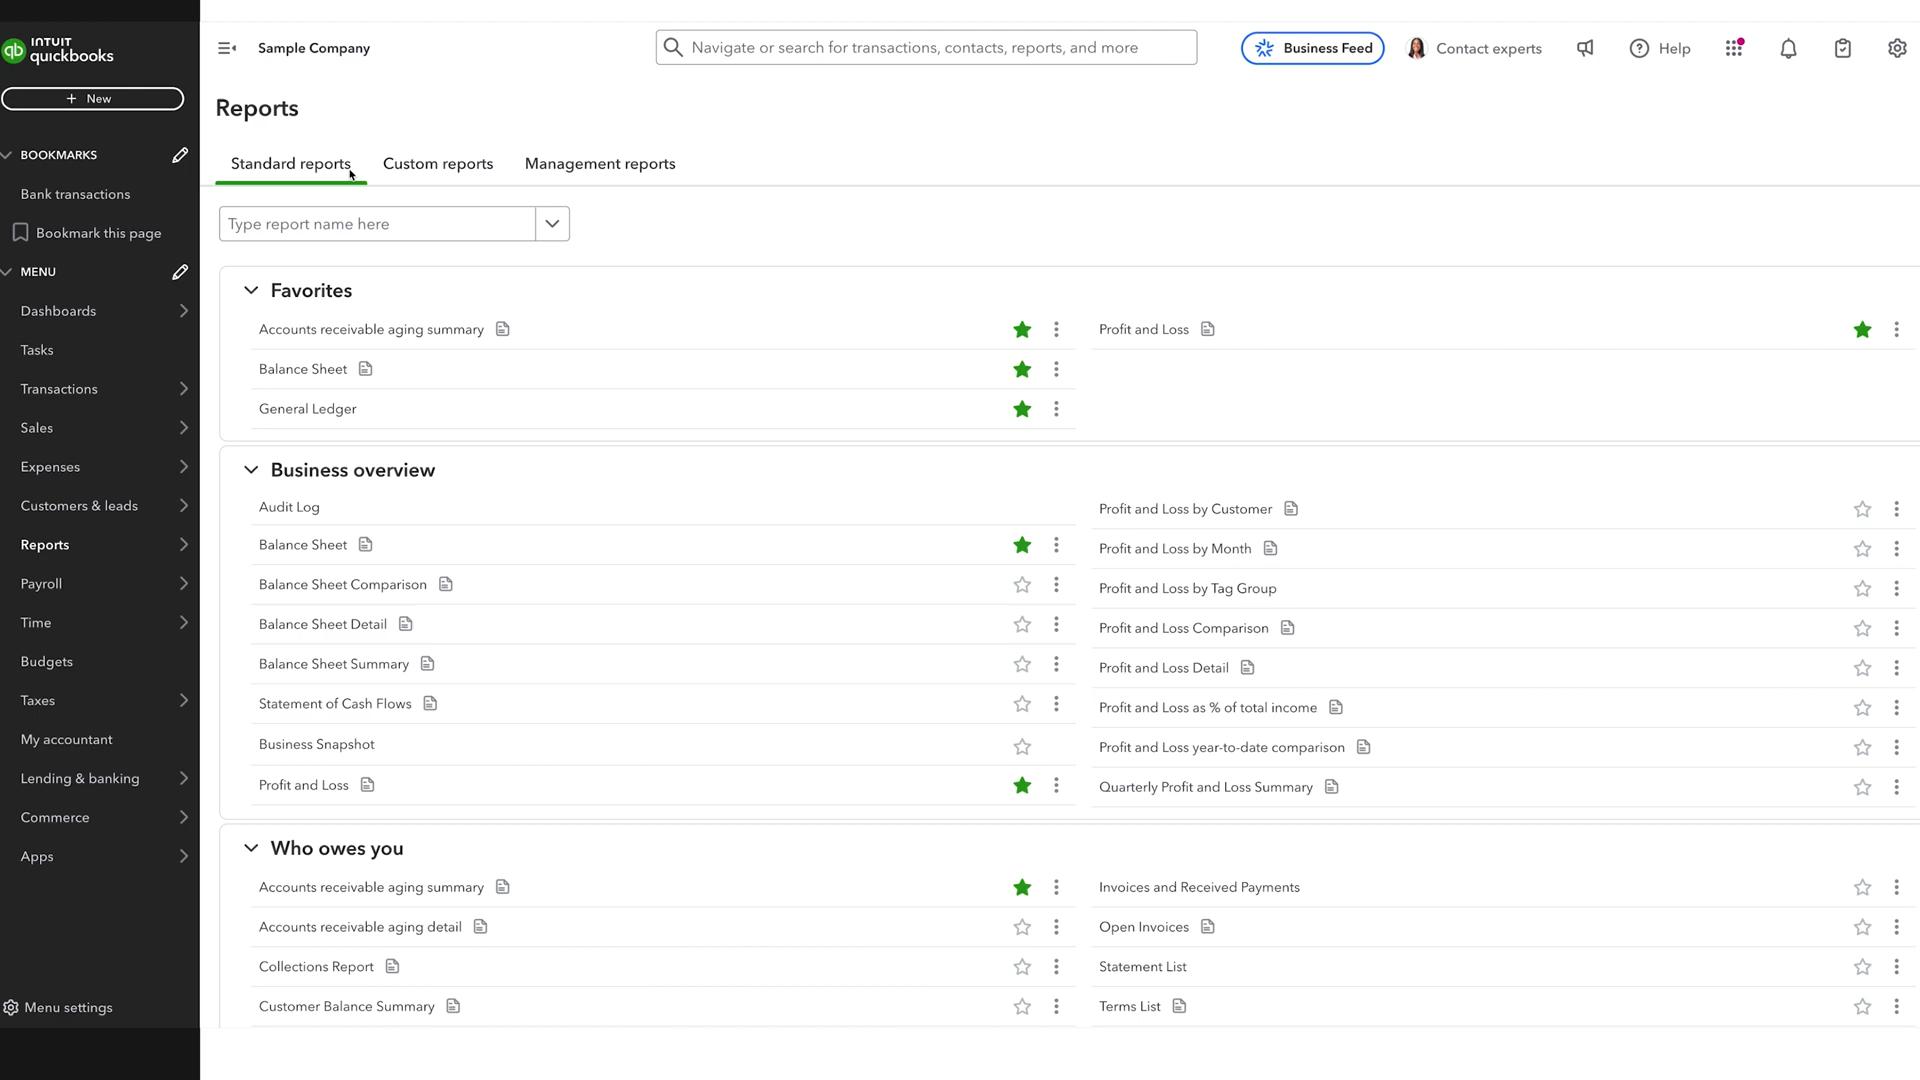 INTUIT
quickbooks
Sample Company
Navigate or search for transactions, contacts, reports, and more
Business Feed
Contact experts
Help
+ New
Reports
BOOKMARKS
Bank transactions
Bookmark this page
MENU
Dashboards
Tasks
Transactions
Sales
Expenses
Customers & leads
Reports
Payroll
Time
Budgets
Taxes
My accountant
Lending & banking
Commerce
Apps
Menu settings
Standard reports
Custom reports
Management reports
Type report name here
Favorites
Accounts receivable aging summary
Balance Sheet
General Ledger
Profit and Loss
Business overview
Audit Log
Balance Sheet
Balance Sheet Comparison
Balance Sheet Detail
Balance Sheet Summary
Statement of Cash Flows
Business Snapshot
Profit and Loss
Profit and Loss by Customer
Profit and Loss by Month
Profit and Loss by Tag Group
Profit and Loss Comparison
Profit and Loss Detail
Profit and Loss as % of total income
Profit and Loss year-to-date comparison
Quarterly Profit and Loss Summary
Who owes you
Accounts receivable aging summary
Accounts receivable aging detail
Collections Report
Customer Balance Summary
Invoices and Received Payments
Open Invoices
Statement List
Terms List